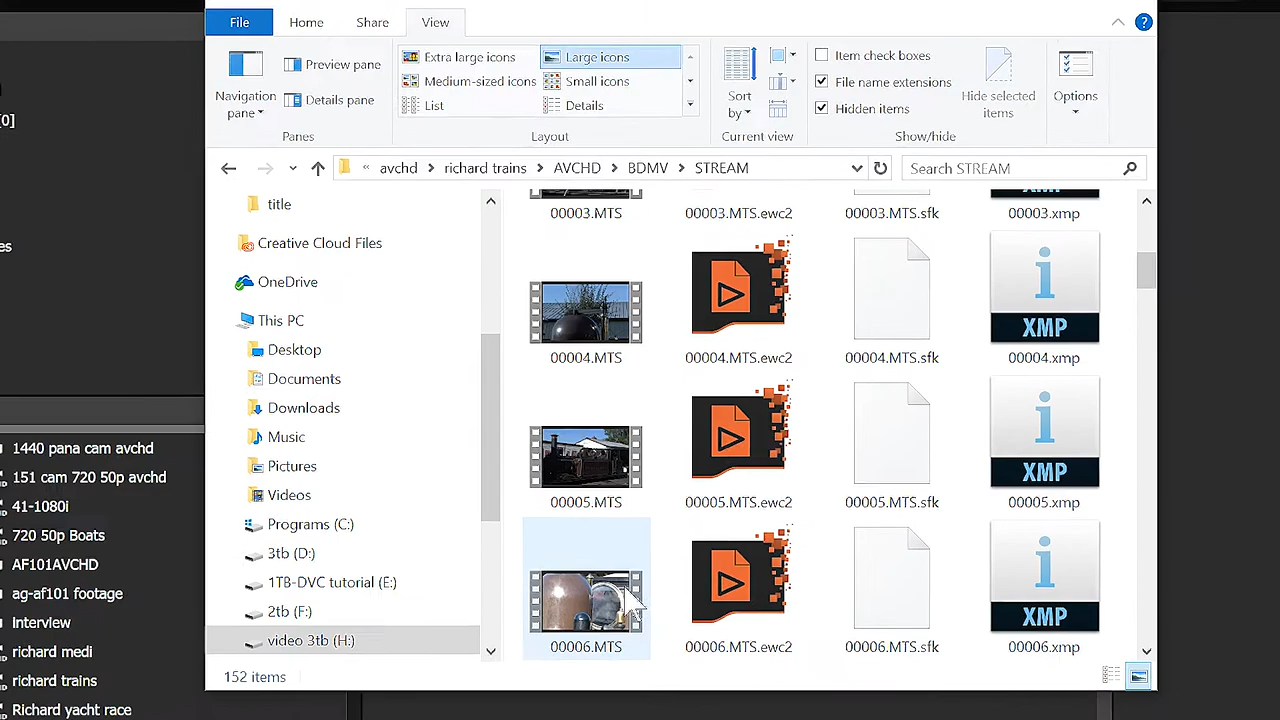 File
Home
Share
View
?
Preview pane
Details pane
Navigation
pane
Panes
Extra large icons
Large icons
Medium-sized icons
Small icons
List
Details
Layout
Sort
by
Current view
Item check boxes
File name extensions
Hidden items
Hide selected
items
Show/hide
Options
[0]
« avchd > richard trains > AVCHD > BDMV > STREAM
Search STREAM
title
es
Creative Cloud Files
OneDrive
This PC
Desktop
Documents
Downloads
Music
Pictures
Videos
Programs (C:)
3tb (D:)
1TB-DVC tutorial (E:)
2tb (F:)
video 3tb (H:)
00003.MTS
00003.MTS.ewc2
00003.MTS.sfk
00003.xmp
i
XMP
00004.MTS
00004.MTS.ewc2
00004.MTS.sfk
00004.xmp
i
XMP
00005.MTS
00005.MTS.ewc2
00005.MTS.sfk
00005.xmp
i
XMP
00006.MTS
00006.MTS.ewc2
00006.MTS.sfk
00006.xmp
152 items
1440 pana cam avchd
151 cam 720 50p avchd
41-1080i
720 50p boats
AF101AVCHD
ag-af101 footage
Interview
richard medi
richard trains
Richard yacht race